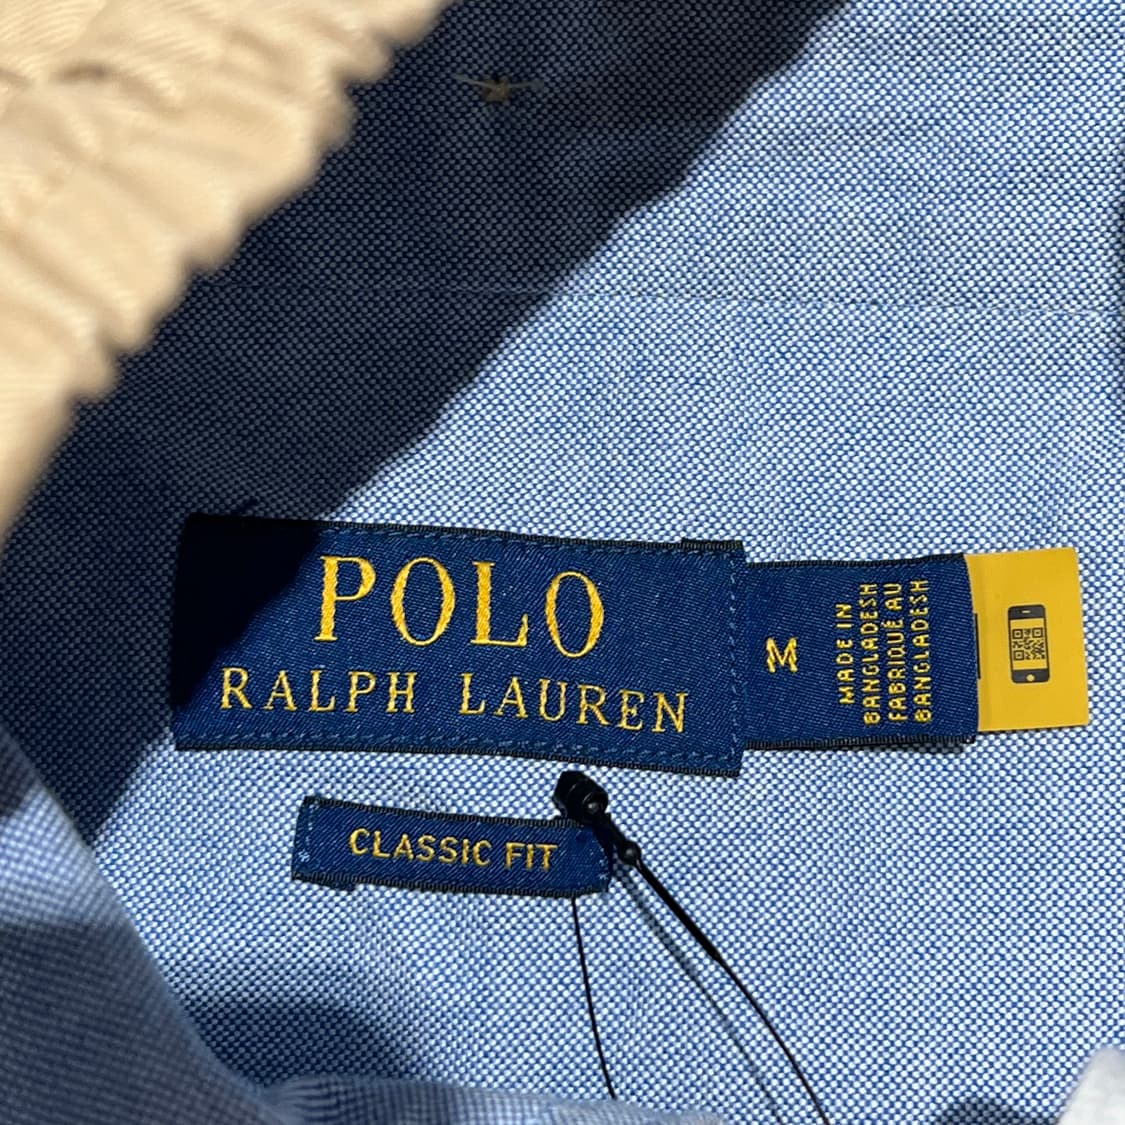 POLO
RALPH LAUREN
M
MADE IN
BANGLADESH
FABRIQUÉ AU
BANGLADESH
CLASSIC FIT